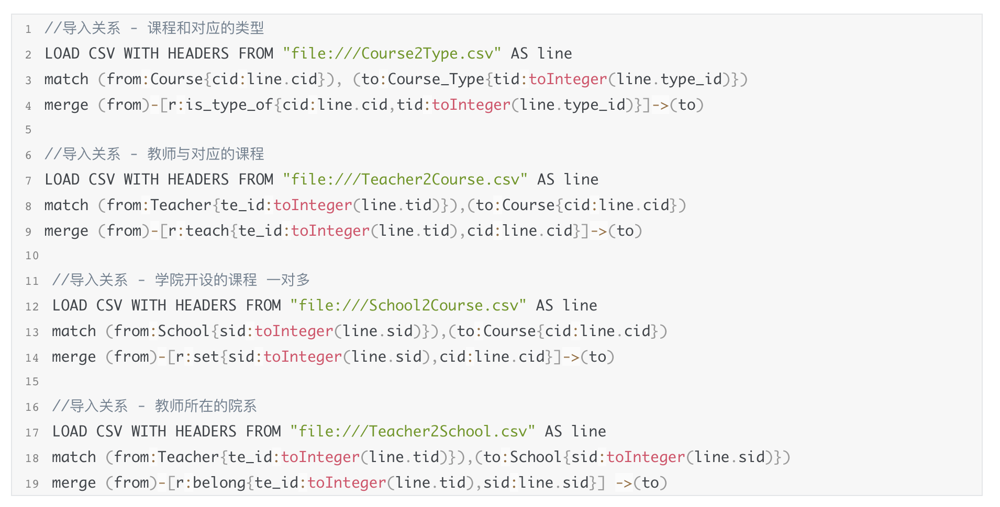 1 //导入关系 - 课程和对应的类型
2 LOAD CSV WITH HEADERS FROM "file:///Course2Type.csv" AS line
3 match (from:Course{cid:line.cid}), (to:Course_Type{tid:toInteger(line.type_id)})
4 merge (from)-[r:is_type_of{cid:line.cid,tid:toInteger(line.type_id)}]->(to)
5
6 //导入关系 - 教师与对应的课程
7 LOAD CSV WITH HEADERS FROM "file:///Teacher2Course.csv" AS line
8 match (from:Teacher{te_id:toInteger(line.tid)}),(to:Course{cid:line.cid})
9 merge (from)-[r:teach{te_id:toInteger(line.tid),cid:line.cid}]->(to)
10
11 //导入关系 - 学院开设的课程 一对多
12 LOAD CSV WITH HEADERS FROM "file:///School2Course.csv" AS line
13 match (from:School{sid:toInteger(line.sid)}),(to:Course{cid:line.cid})
14 merge (from)-[r:set{sid:toInteger(line.sid),cid:line.cid}]->(to)
15
16 //导入关系 - 教师所在的院系
17 LOAD CSV WITH HEADERS FROM "file:///Teacher2School.csv" AS line
18 match (from:Teacher{te_id:toInteger(line.tid)}),(to:School{sid:toInteger(line.sid)})
19 merge (from)-[r:belong{te_id:toInteger(line.tid),sid:line.sid}] ->(to)